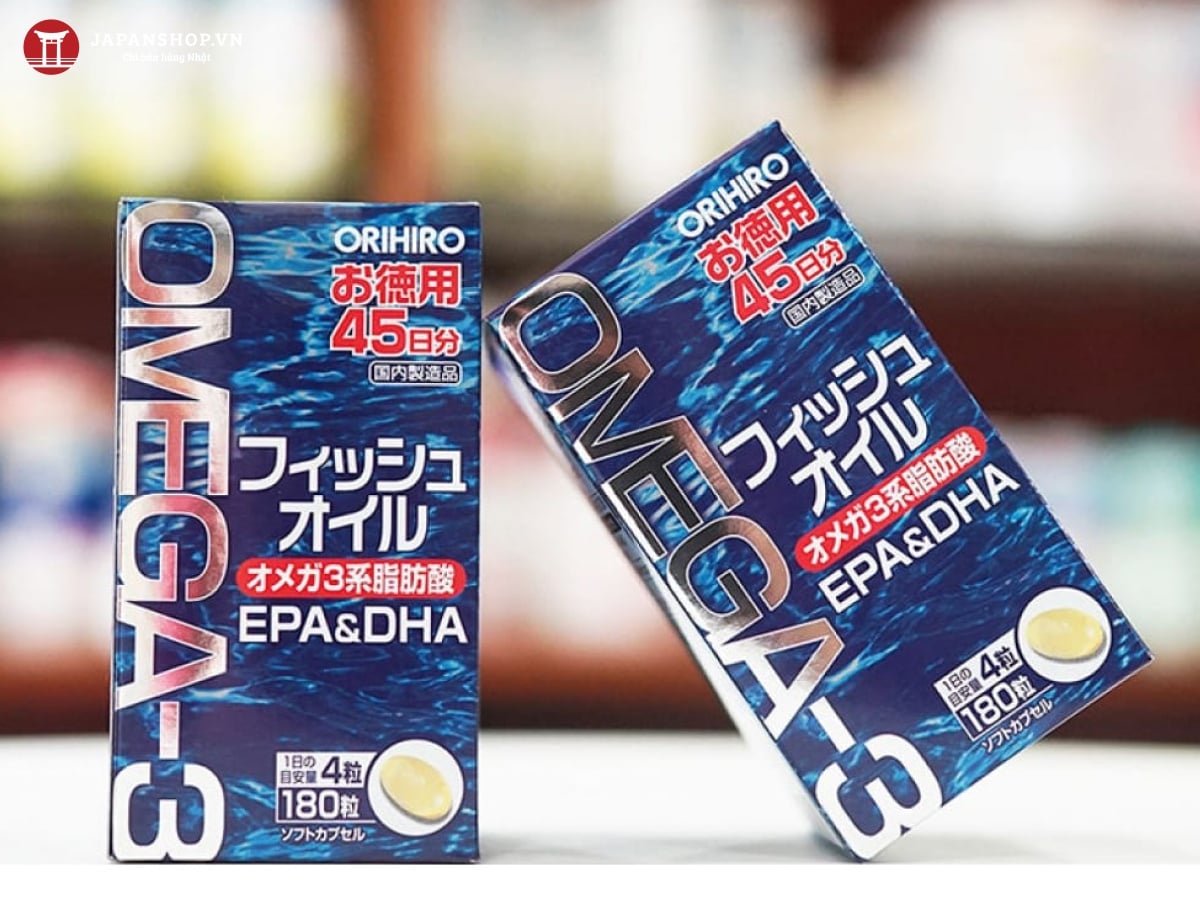 JAPANSHOP.VN
Chỉ bán hàng Nhật
OMEGA-3
ORIHIRO
お徳用
45日分
国内製造品
フィッシュ
オイル
オメガ3系脂肪酸
EPA&DHA
1日の
目安量 4粒
180粒
ソフトカプセル
OMEGA-3
ORIHIRO
お徳用
45日分
国内製造品
フィッシュ
オイル
オメガ3系脂肪酸
EPA&DHA
1日の
目安量 4粒
180粒
ソフトカプセル